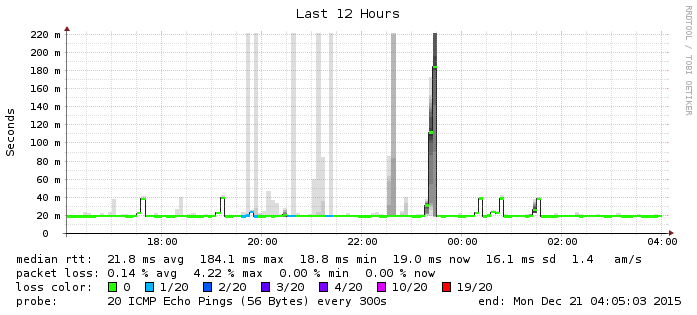 Last 12 Hours
RRDTOOL / TOBI OETIKER
Seconds
220 m
200 m
180 m
160 m
140 m
120 m
100 m
80 m
60 m
40 m
20 m
0
18:00 20:00 22:00 00:00 02:00 04:00
median rtt: 21.8 ms avg 184.1 ms max 18.8 ms min 19.0 ms now 16.1 ms sd 1.4 am/s
packet loss: 0.14 % avg 4.22 % max 0.00 % min 0.00 % now
loss color: 0 1/20 2/20 3/20 4/20 10/20 19/20
probe: 20 ICMP Echo Pings (56 Bytes) every 300s end: Mon Dec 21 04:05:03 2015